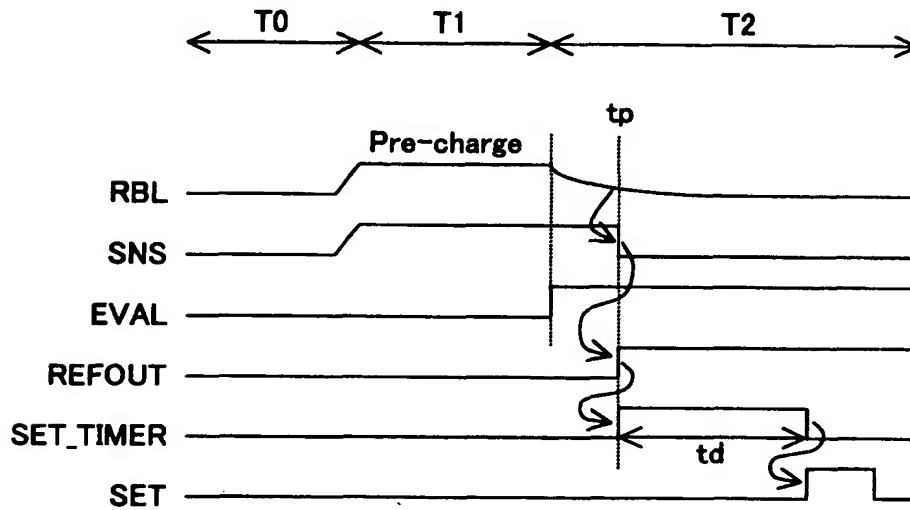 T0 T1 T2
tp
Pre-charge
RBL
SNS
EVAL
REFOUT
SET_TIMER
td
SET